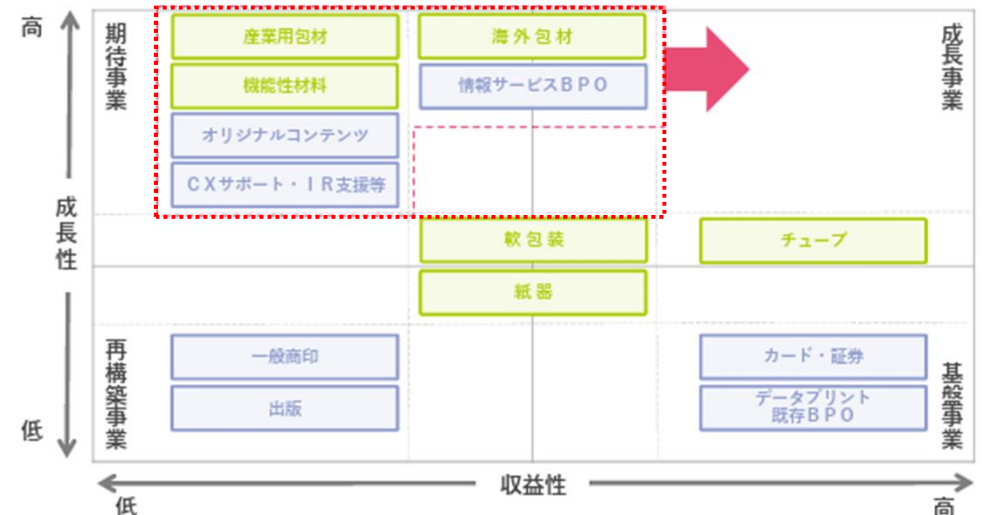 高
期待事業
産業用包材
海外包材
成長事業
機能性材料
情報サービスBPO
オリジナルコンテンツ
CXサポート・IR支援等
成長性
軟包装
チューブ
紙器
再構築事業
一般商印
カード・証券
基盤事業
出版
データプリント
既存BPO
低
収益性
低
高